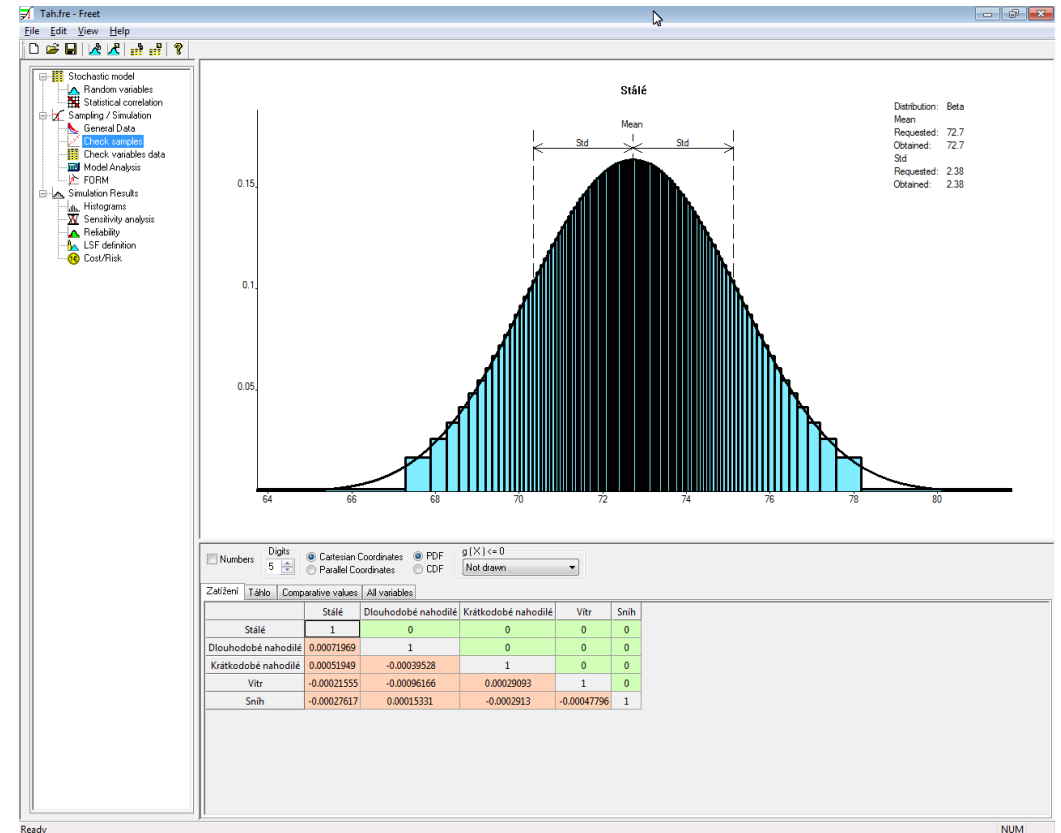 Tah.fre - Freet
File Edit View Help
Stochastic model
Random variables
Statistical correlation
Sampling / Simulation
General Data
Check samples
Check variables data
Model Analysis
FORM
Simulation Results
Histograms
Sensitivity analysis
Reliability
LSF definition
Cost/Risk
Stálé
Distribution: Beta
Mean
Requested: 72.7
Obtained: 72.7
Std
Requested: 2.38
Obtained: 2.38
Mean
Std Std
0.15
0.1
0.05
64 66 68 70 72 74 76 78 80
Numbers
Digits
5
Cartesian Coordinates
Parallel Coordinates
PDF
CDF
g ( X ) <= 0
Not drawn
Zatížení Táhlo Comparative values All variables
Stálé Dlouhodobé nahodilé Krátkodobé nahodilé Vítr Sníh
Stálé 1 0 0 0 0
Dlouhodobé nahodilé 0.00071969 1 0 0 0
Krátkodobé nahodilé 0.00051949 -0.00039528 1 0 0
Vítr -0.00021555 -0.00096166 0.00029093 1 0
Sníh -0.00027617 0.00015331 -0.0002913 -0.00047796 1
Ready NUM